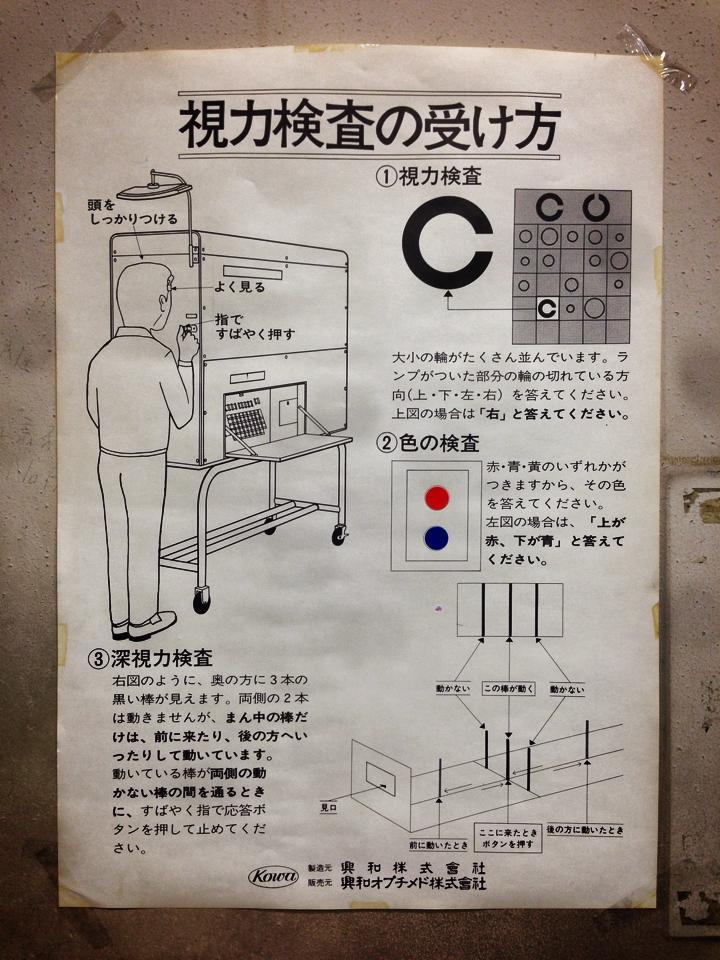 視力検査の受け方
頭を
しっかりつける
よく見る
指で
すばやく押す
①視力検査
大小の輪がたくさん並んでいます。ラ
ンプがついた部分の輪の切れている方
向(上・下・左・右）を答えてください。
上図の場合は「右」と答えてください。
②色の検査
赤・青・黄のいずれかが
つきますから、その色
を答えてください。
左図の場合は、「上が
赤、下が青」と答えて
ください。
③深視力検査
右図のように、奥の方に３本の
黒い棒が見えます。両側の２本
は動きませんが、まん中の棒だ
けは、前に来たり、後の方へい
ったりして動いています。
動いている棒が両側の動
かない棒の間を通るとき
に、すばやく指で応答ボ
タンを押して止めてくだ
さい。
動かない
この棒が動く
動かない
見口
前に動いたとき
ここに来たとき
ボタンを押す
後の方に動いたとき
Kowa
製造元 興和株式會社
販売元 興和オプチメド株式會社